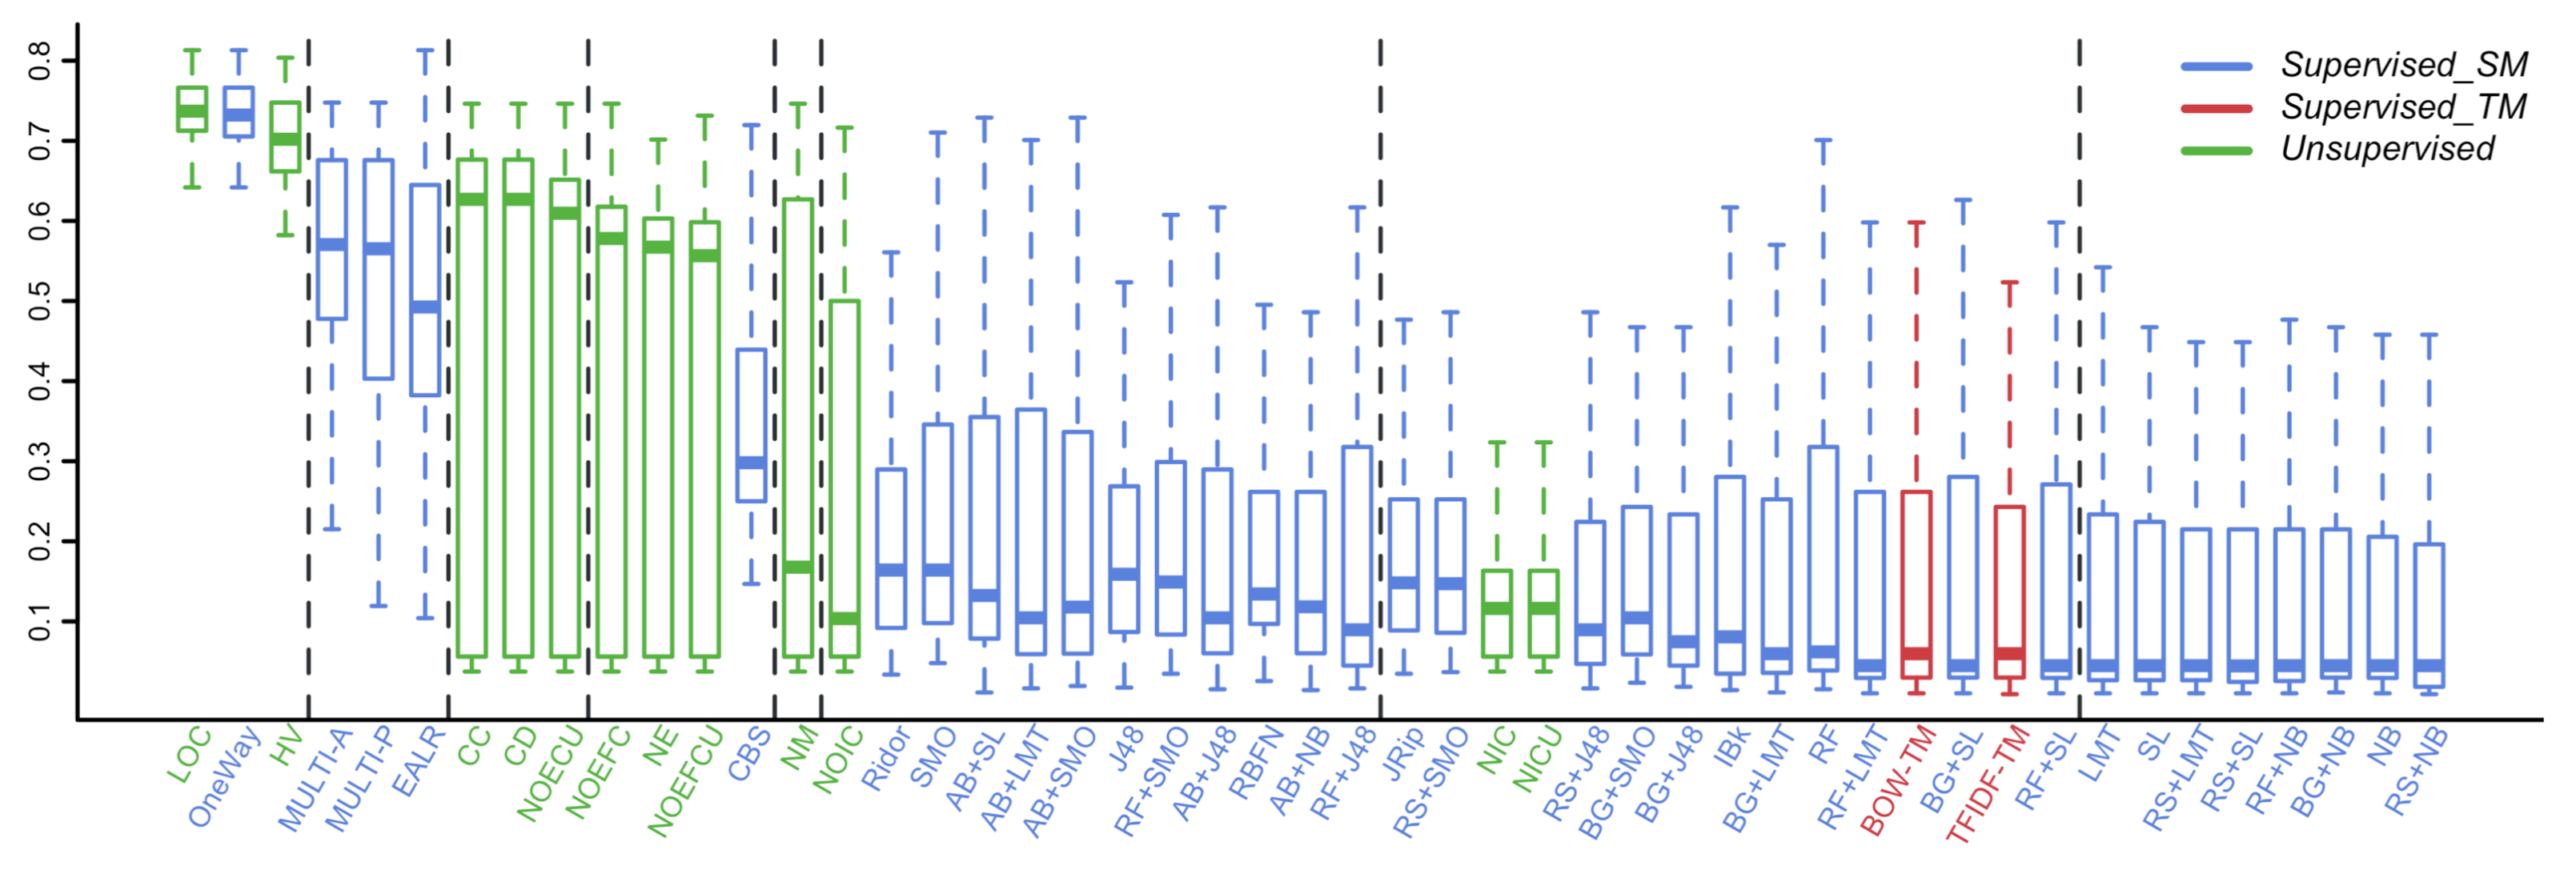 0.8
0.7
0.6
0.5
0.4
0.3
0.2
0.1
Supervised_SM
Supervised_TM
Unsupervised
LOC
OneWay
HV
MULTI-A
MULTI-P
EALR
CC
CD
NOECU
NOEFC
NE
NOEFCU
CBS
NM
NOIC
Ridor
SMO
AB+SL
AB+LMT
AB+SMO
J48
RF+SMO
AB+J48
RBFN
AB+NB
RF+J48
JRip
RS+SMO
NIC
NICU
RS+J48
BG+SMO
BG+J48
IBk
BG+LMT
RF
RF+LMT
BOW-TM
BG+SL
TFIDF-TM
RF+SL
LMT
SL
RS+LMT
RS+SL
RF+NB
BG+NB
NB
RS+NB